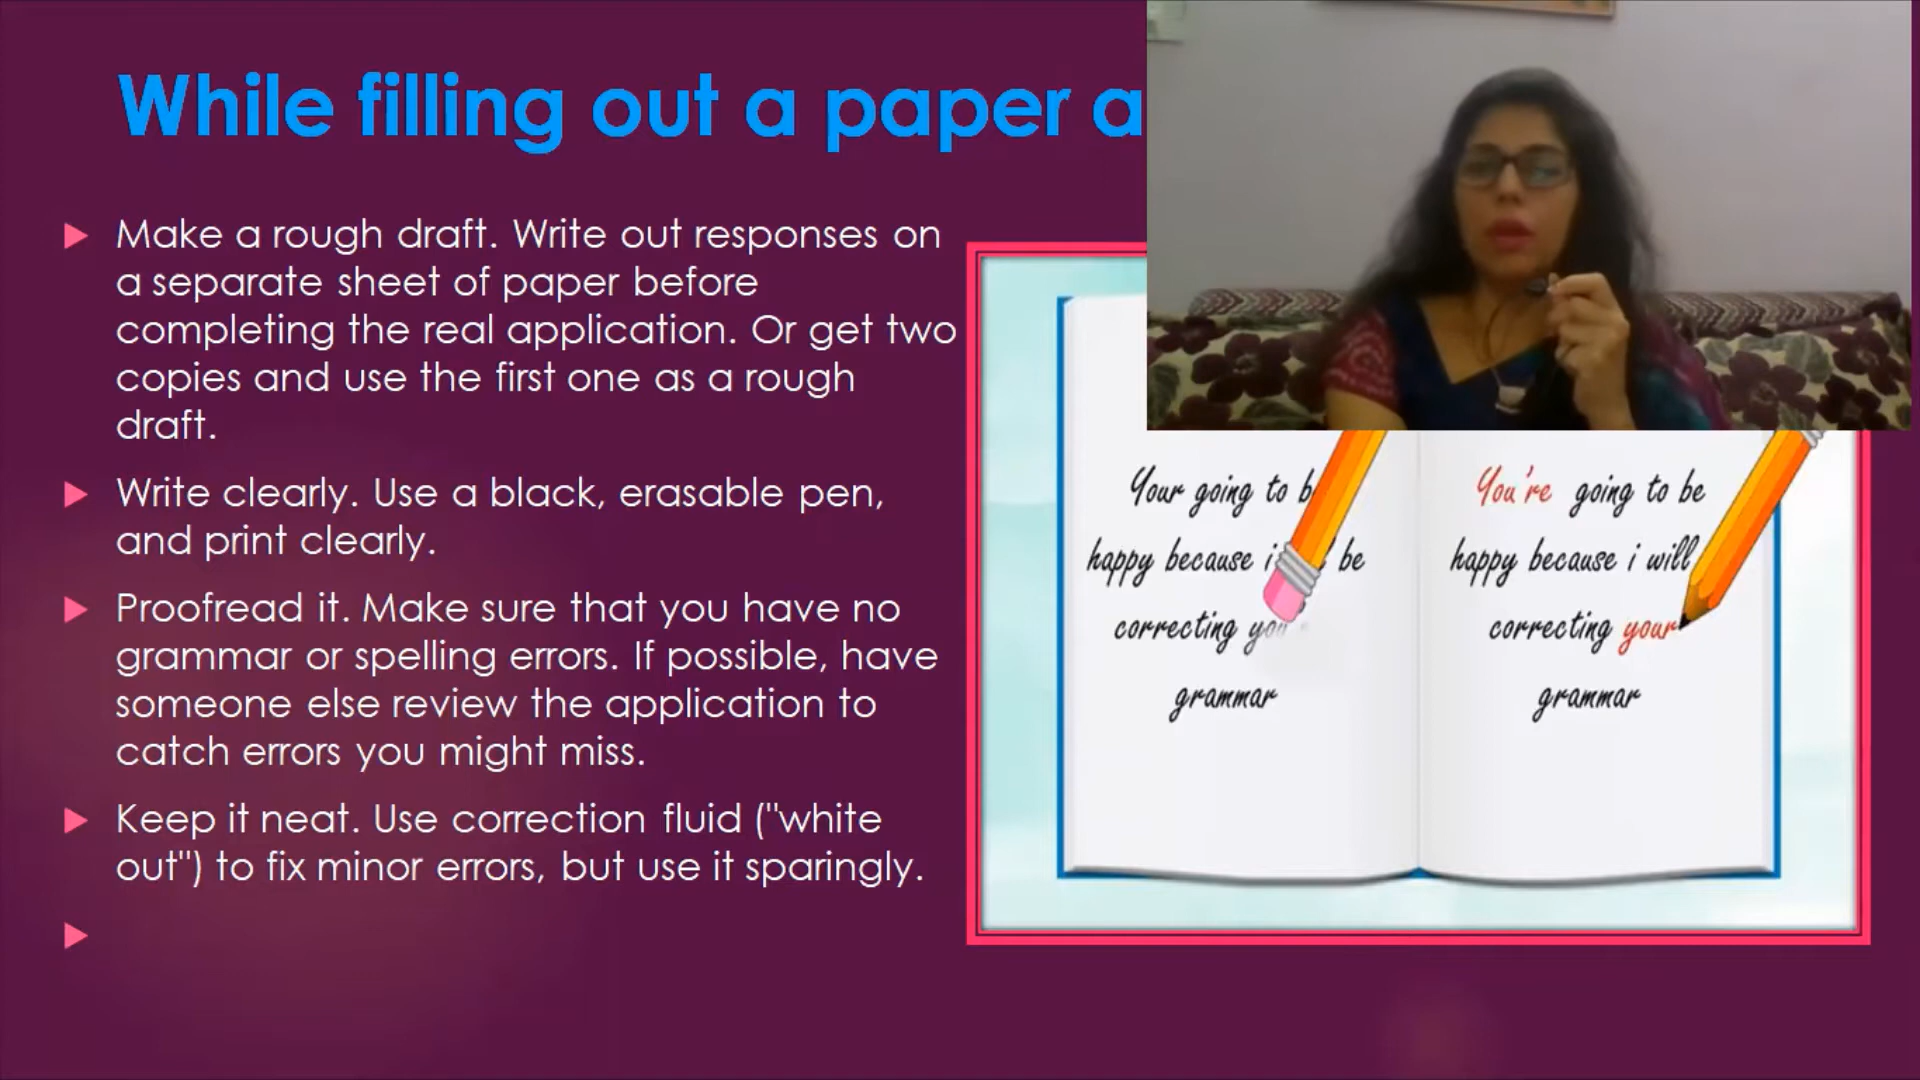 While filling out a paper a
Make a rough draft. Write out responses on
a separate sheet of paper before
completing the real application. Or get two
copies and use the first one as a rough
draft.
Write clearly. Use a black, erasable pen,
and print clearly.
Proofread it. Make sure that you have no
grammar or spelling errors. If possible, have
someone else review the application to
catch errors you might miss.
Keep it neat. Use correction fluid ("white
out") to fix minor errors, but use it sparingly.
Your going to b
happy because i be
correcting you
grammar
You're going to be
happy because i will
correcting your
grammar